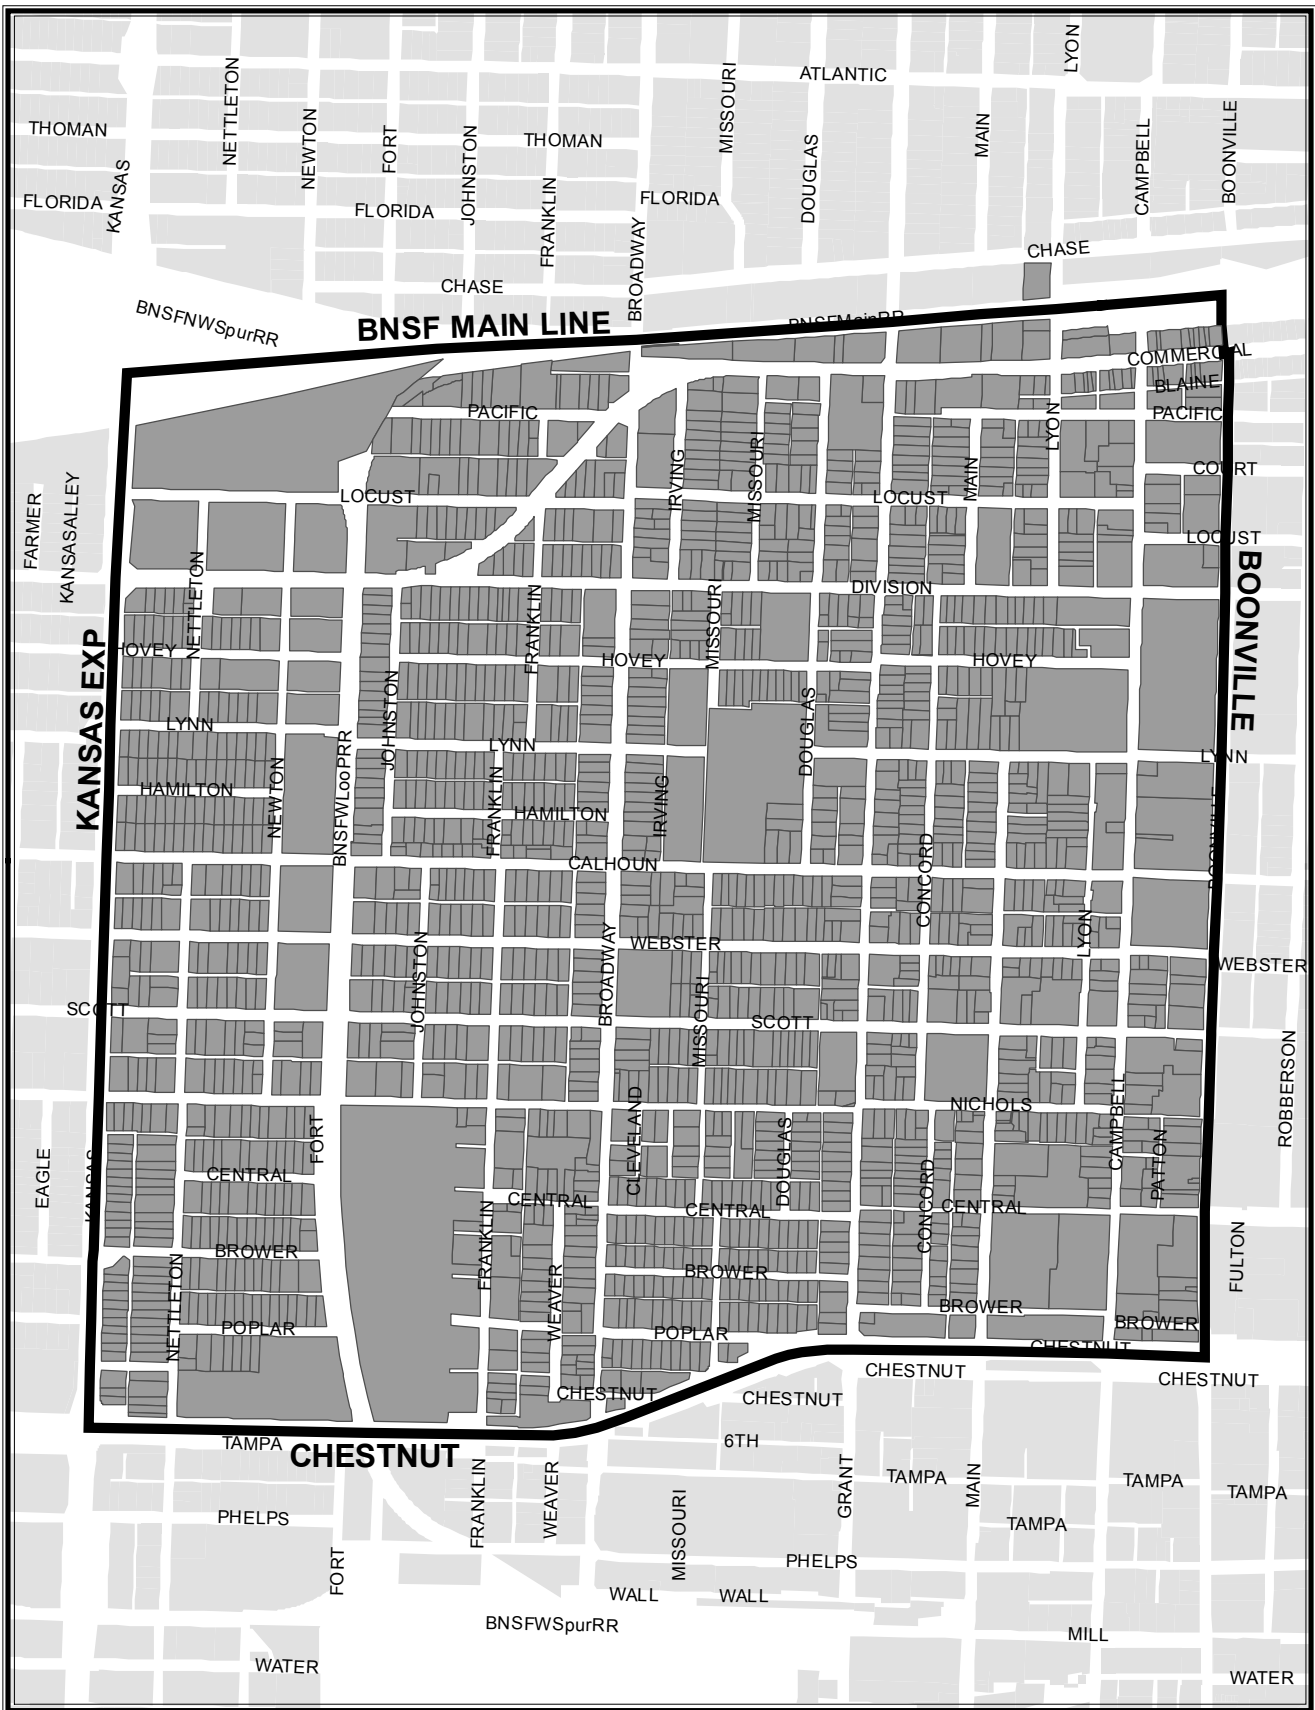 LYON
ATLANTIC
NETTLETON
MISSOURI
THOMAN
NEWTON
FORT
JOHNSTON
THOMAN
DOUGLAS
MAIN
CAMPBELL
BOONVILLE
KANSAS
FLORIDA
FLORIDA
FRANKLIN
FLORIDA
BROADWAY
CHASE
CHASE
BNSFNWSpurRR
BNSF MAIN LINE
BNSFMainRR
COMMERCIAL
BLAINE
PACIFIC
PACIFIC
LYON
IRVING
MISSOURI
MAIN
COURT
FARMER
KANSASALLEY
LOCUST
LOCUST
LOCUST
NETTLETON
DIVISION
BOONVILLE
KANSAS EXP
HOVEY
FRANKLIN
HOVEY
MISSOURI
HOVEY
JOHNSTON
LYNN
LYNN
DOUGLAS
LYNN
HAMILTON
NEWTON
BNSFWLooPRR
FRANKLIN
HAMILTON
IRVING
BOONVILLE
CALHOUN
CONCORD
LYON
WEBSTER
WEBSTER
JOHNSTON
BROADWAY
MISSOURI
SCOTT
SCOTT
ROBBERSON
NICHOLS
EAGLE
KANSAS
FORT
CLEVELAND
DOUGLAS
CAMPBELL
PATTON
CENTRAL
CENTRAL
CENTRAL
CONCORD
CENTRAL
BROWER
FRANKLIN
BROWER
FULTON
NETTLETON
WEAVER
BROWER
BROWER
POPLAR
POPLAR
CHESTNUT
CHESTNUT
CHESTNUT
CHESTNUT
CHESTNUT
TAMPA
CHESTNUT
6TH
FRANKLIN
WEAVER
MISSOURI
GRANT
TAMPA
MAIN
TAMPA
TAMPA
PHELPS
TAMPA
FORT
PHELPS
WALL
WALL
BNSFWSpurRR
MILL
WATER
WATER